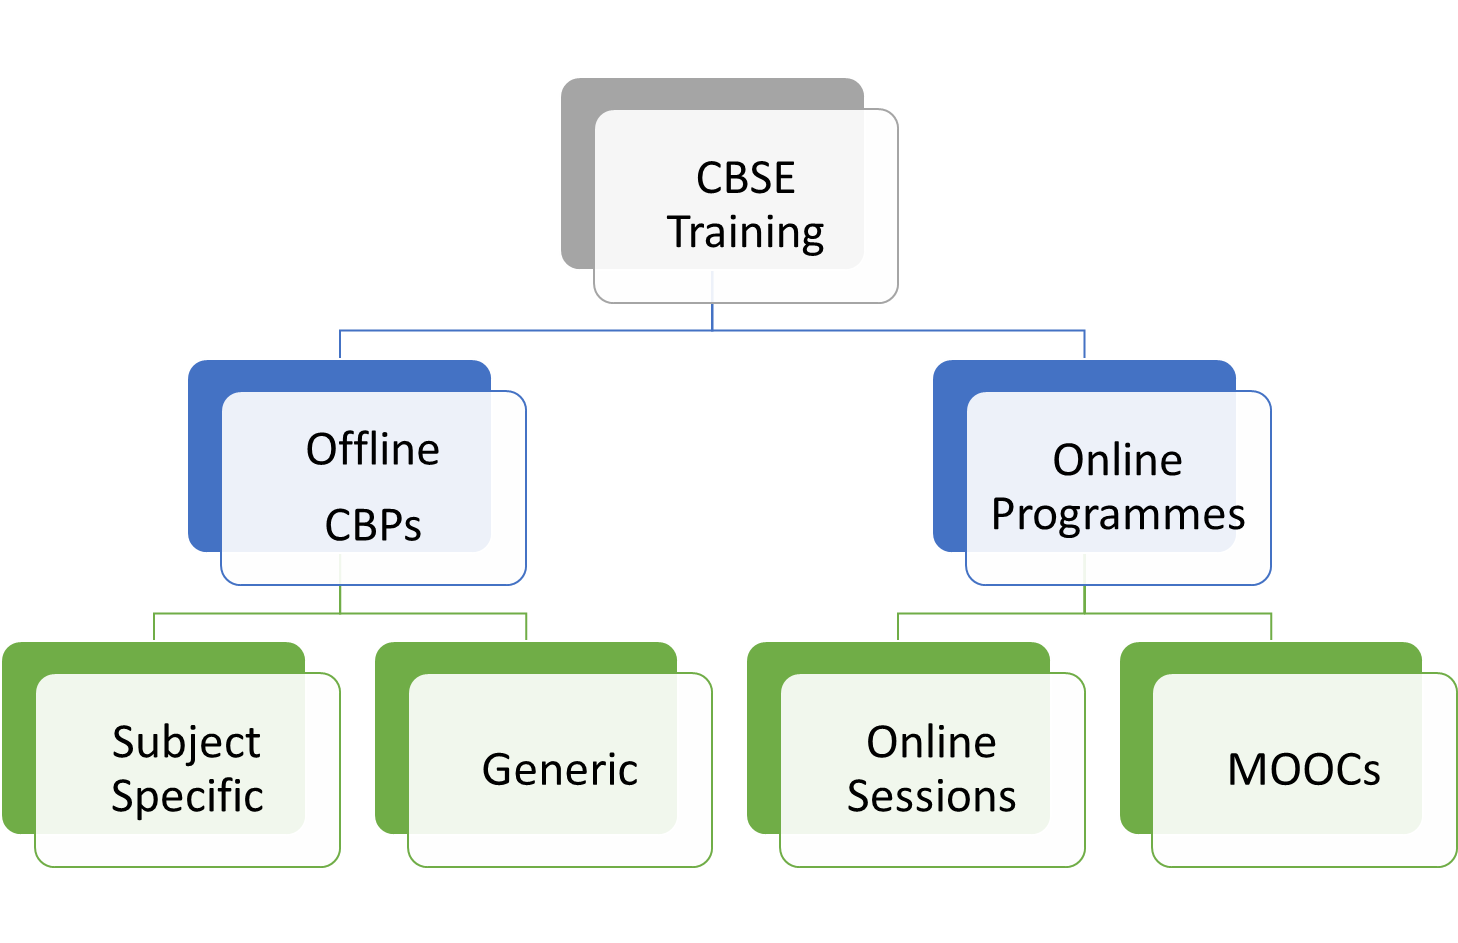 CBSE
Training
Offline
CBPs
Online
Programmes
Subject
Specific
Generic
Online
Sessions
MOOCs